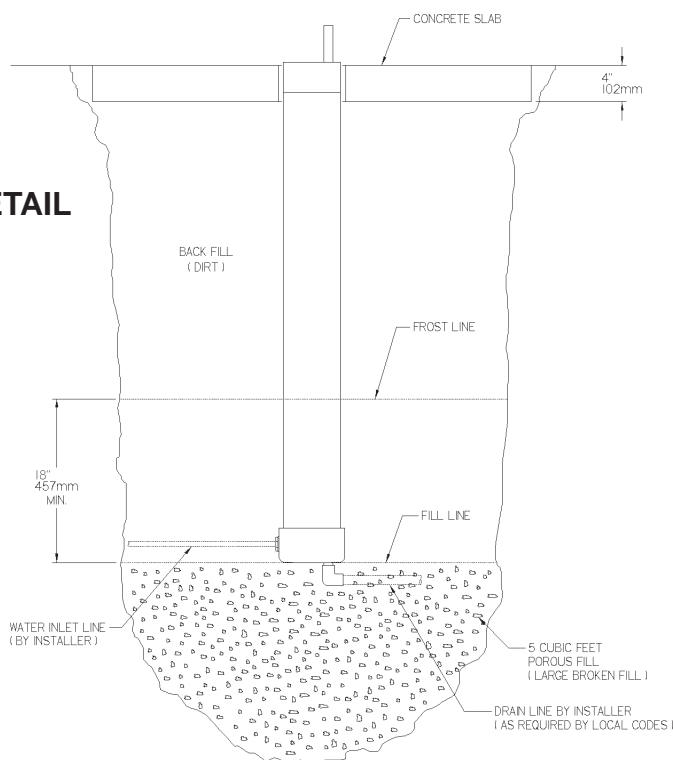 CONCRETE SLAB
4"
102mm
ETAIL
BACK FILL
( DIRT )
FROST LINE
18"
457mm
MIN.
FILL LINE
WATER INLET LINE
( BY INSTALLER )
5 CUBIC FEET
POROUS FILL
( LARGE BROKEN FILL )
DRAIN LINE BY INSTALLER
( AS REQUIRED BY LOCAL CODES )